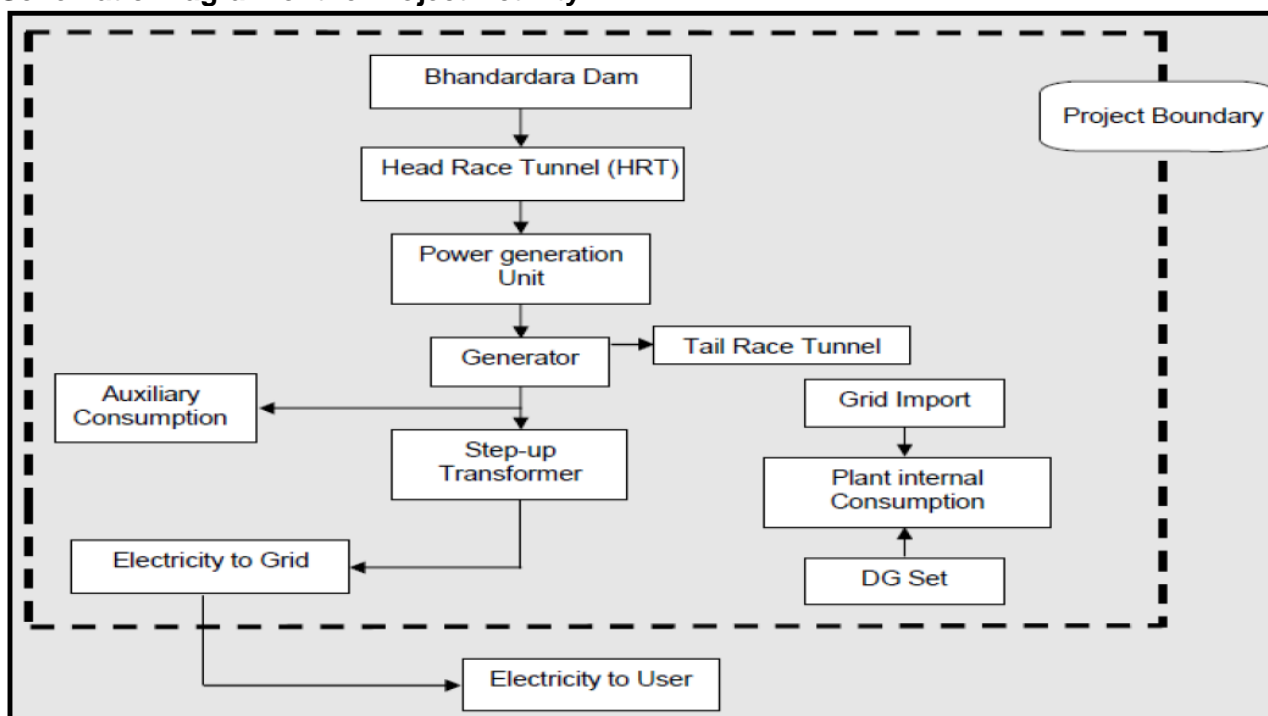 Bhandardara Dam
Project Boundary
Head Race Tunnel (HRT)
Power generation
Unit
Generator
Tail Race Tunnel
Auxiliary
Consumption
Grid Import
Step-up
Transformer
Plant internal
Consumption
Electricity to Grid
DG Set
Electricity to User